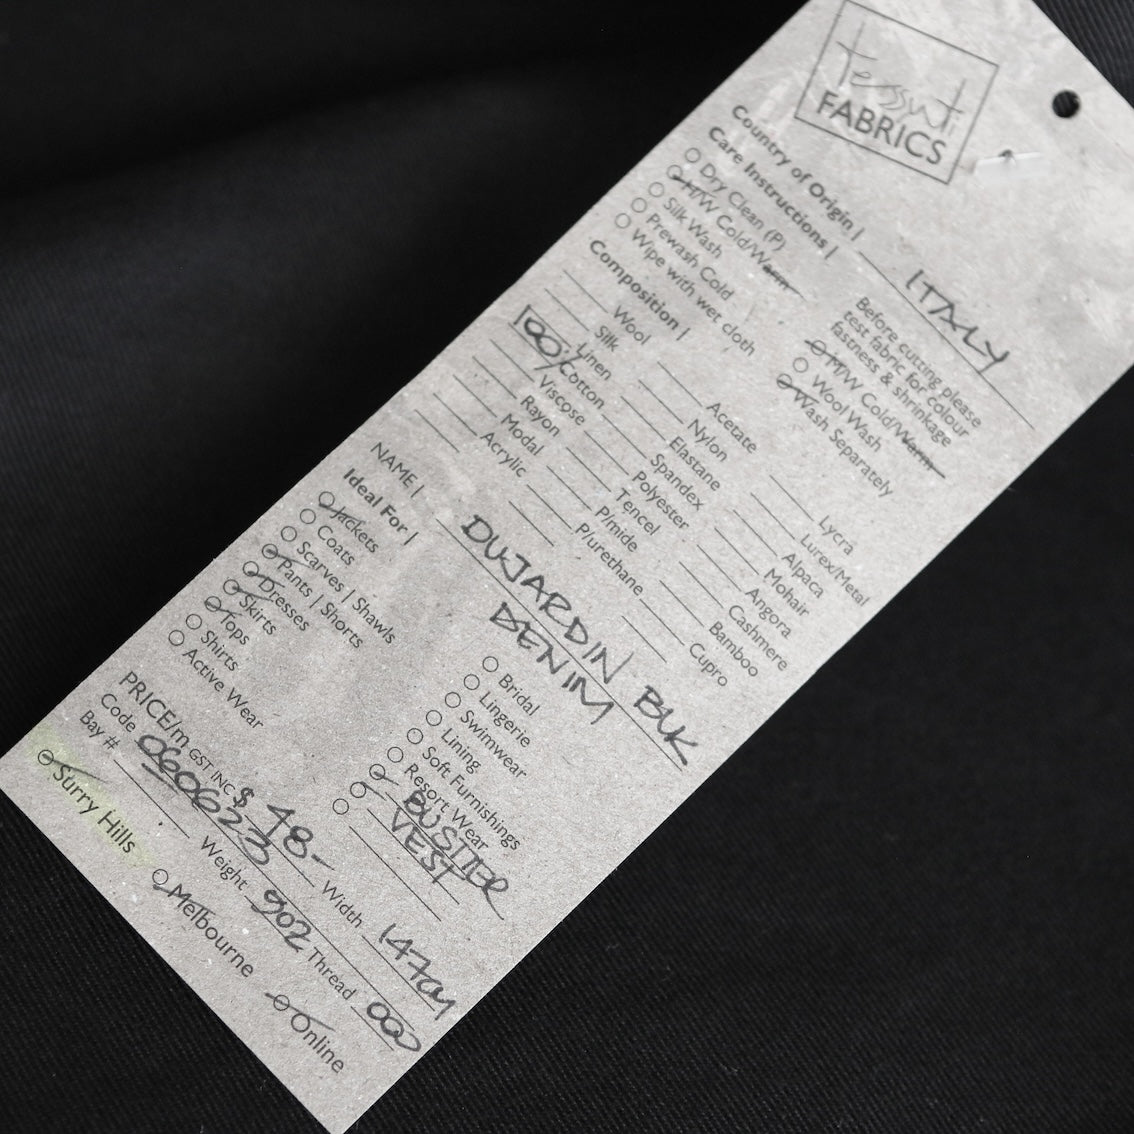 Tessuti
FABRICS
Country of Origin | ITALY
Care Instructions |
Dry Clean (P)
H/W Cold/Warm
Silk Wash
Prewash Cold
Wipe with wet cloth
Before cutting please
test fabric for colour
fastness & shrinkage
M/W Cold/Warm
Wool Wash
Wash Separately
Composition |
Wool
Silk
Linen
100% Cotton
Viscose
Rayon
Modal
Acrylic
Acetate
Nylon
Elastane
Spandex
Polyester
Tencel
P/mide
P/urethane
Lycra
Lurex/Metal
Alpaca
Mohair
Angora
Cashmere
Bamboo
Cupro
NAME | DUJARDIN BLK
DENIM
Ideal For |
Jackets
Coats
Scarves | Shawls
Pants | Shorts
Dresses
Skirts
Tops
Shirts
Active Wear
Bridal
Lingerie
Swimwear
Lining
Soft Furnishings
Resort Wear
BUSTIER
VEST
PRICE/m GST INC $ 48- Width 147cm
Code 060623
Bay # Weight 9oz Thread 000
Surry Hills
Melbourne
Online